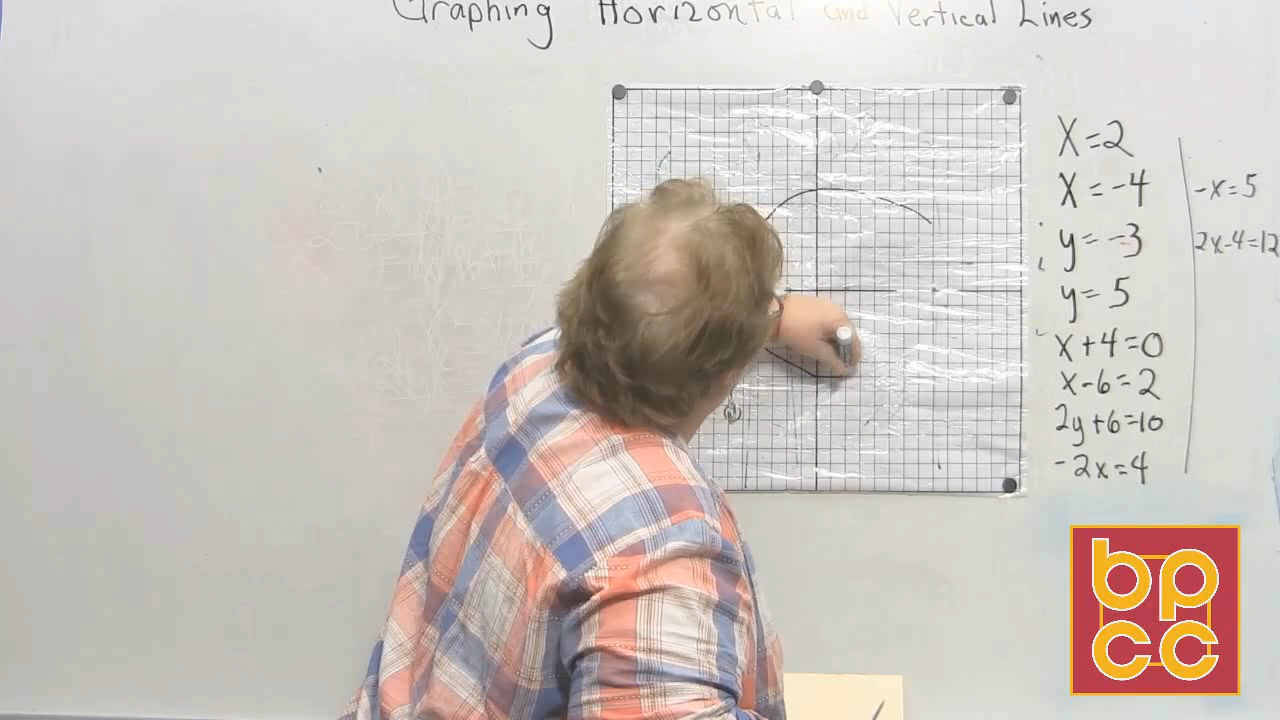 Graphing Horizontal and Vertical Lines
X=2
X=-4
y=-3
y=5
x+4=0
x-6=2
2y+6=10
-2x=4
-x=5
2x-4=12
bp
cc